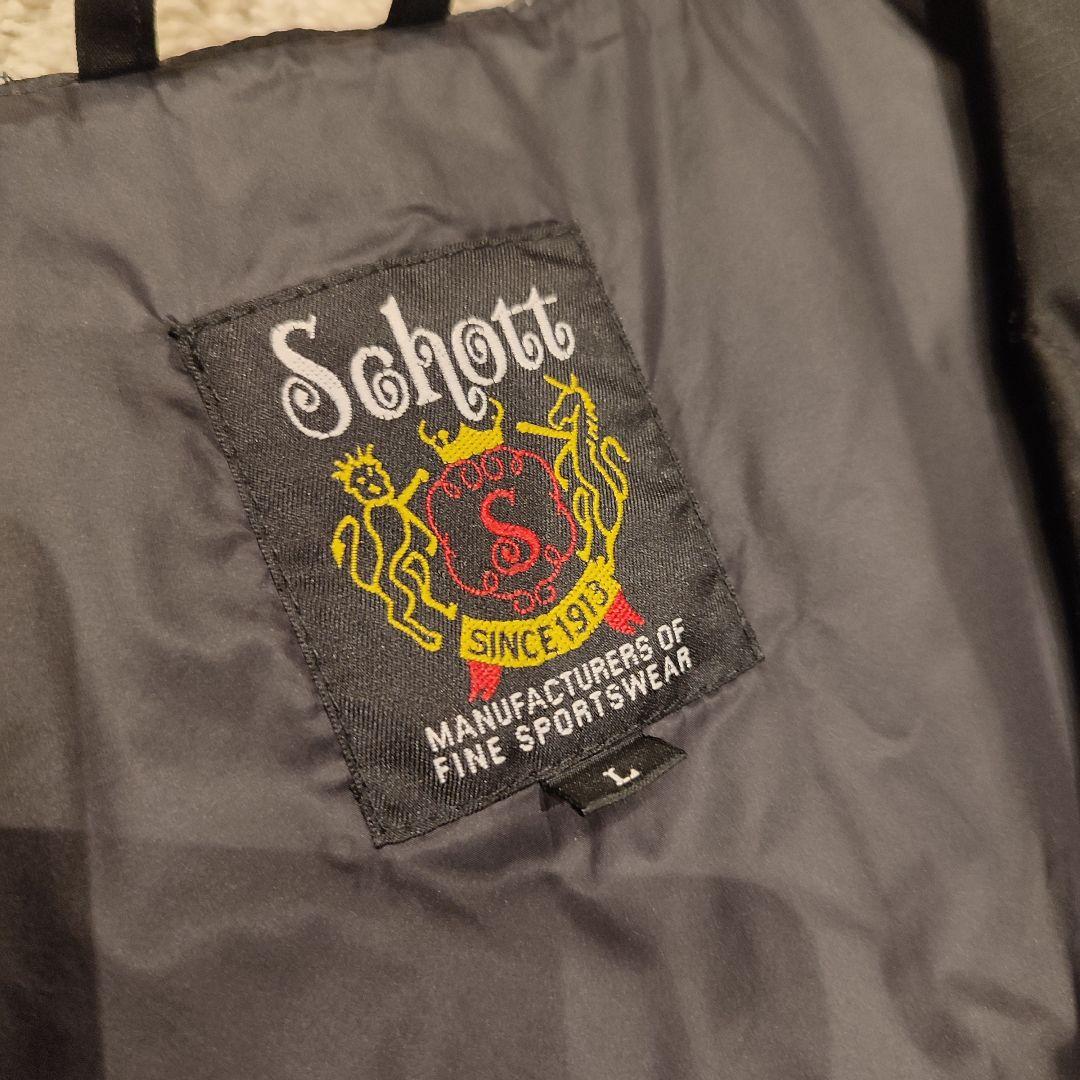 Schott
S
SINCE 1913
MANUFACTURERS OF
FINE SPORTSWEAR
L